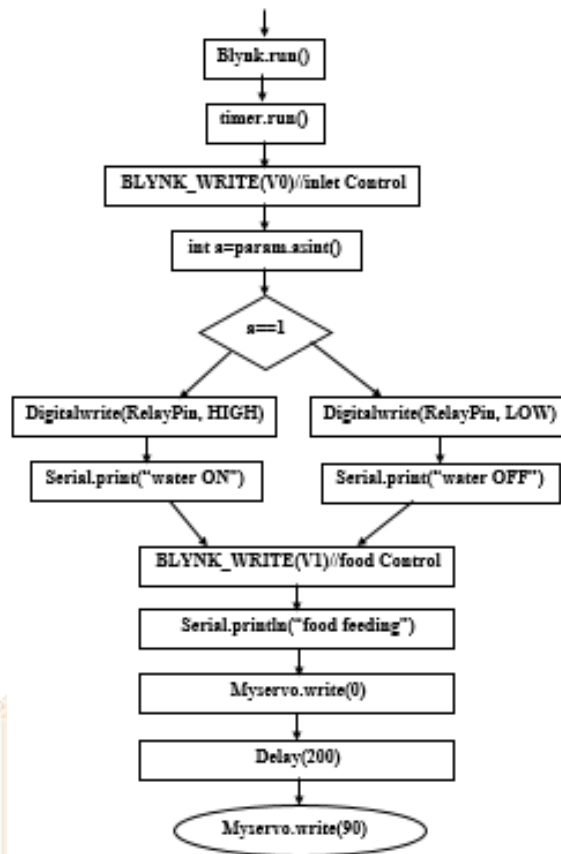 Blynk.run()
timer.run()
BLYNK_WRITE(V0)//inlet Control
int a=param.asint()
a==1
Digitalwrite(RelayPin, HIGH)
Digitalwrite(RelayPin, LOW)
Serial.print(“water ON”)
Serial.print(“water OFF”)
BLYNK_WRITE(V1)//food Control
Serial.println(“food feeding”)
Myservo.write(0)
Delay(200)
Myservo.write(90)